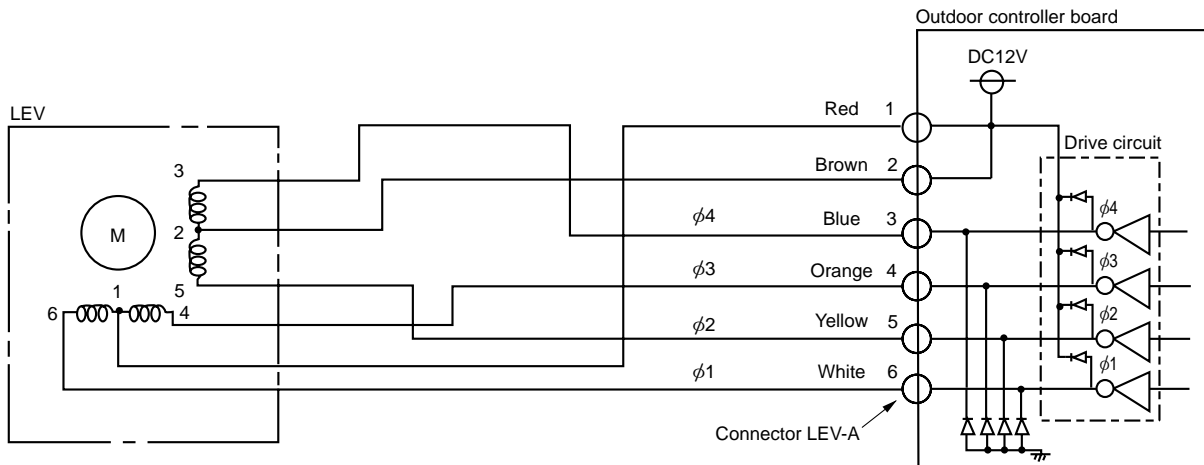 Outdoor controller board
DC12V
LEV
Red 1
Drive circuit
Brown 2
3
ϕ4 Blue 3 ϕ4
M
2
ϕ3 Orange 4 ϕ3
1 5
6 4
ϕ2 Yellow 5 ϕ2
ϕ1 White 6 ϕ1
Connector LEV-A